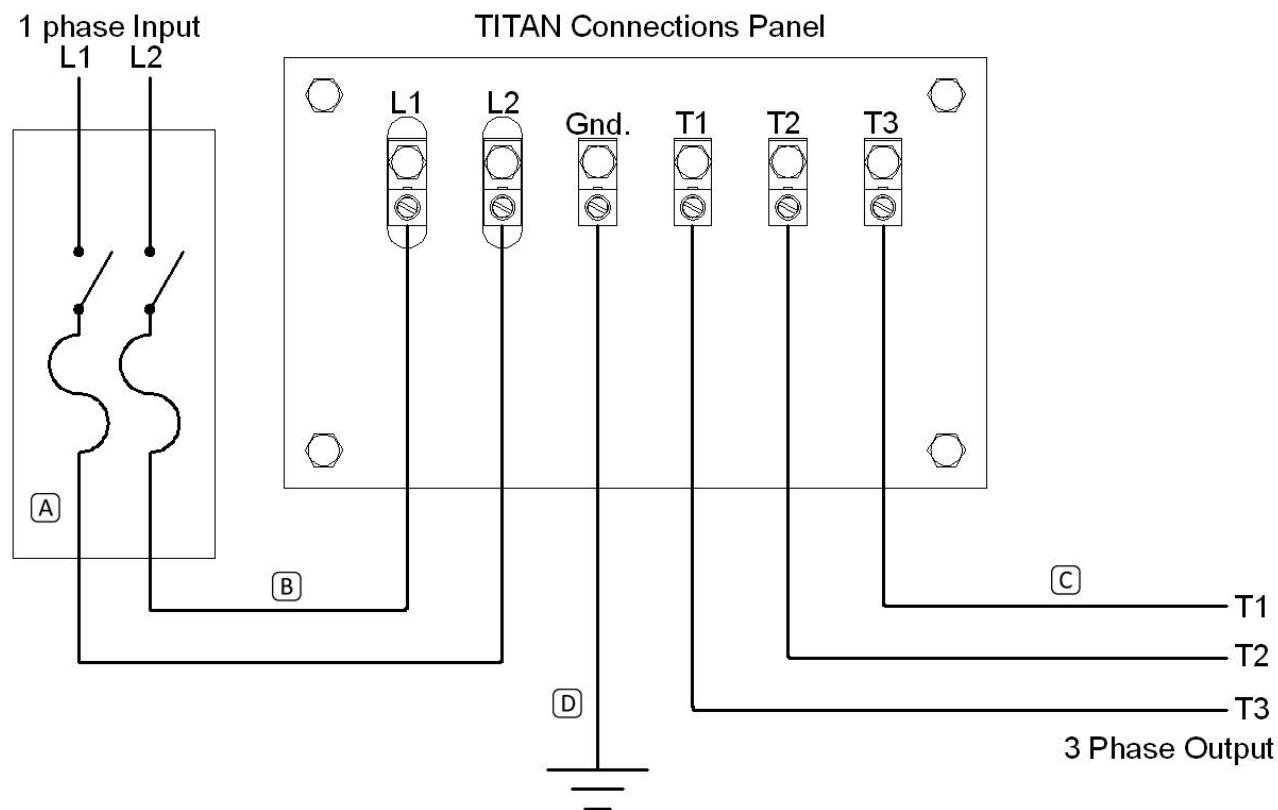 1 phase Input
L1 L2
TITAN Connections Panel
L1 L2 Gnd. T1 T2 T3
A
B
C
D
T1
T2
T3
3 Phase Output